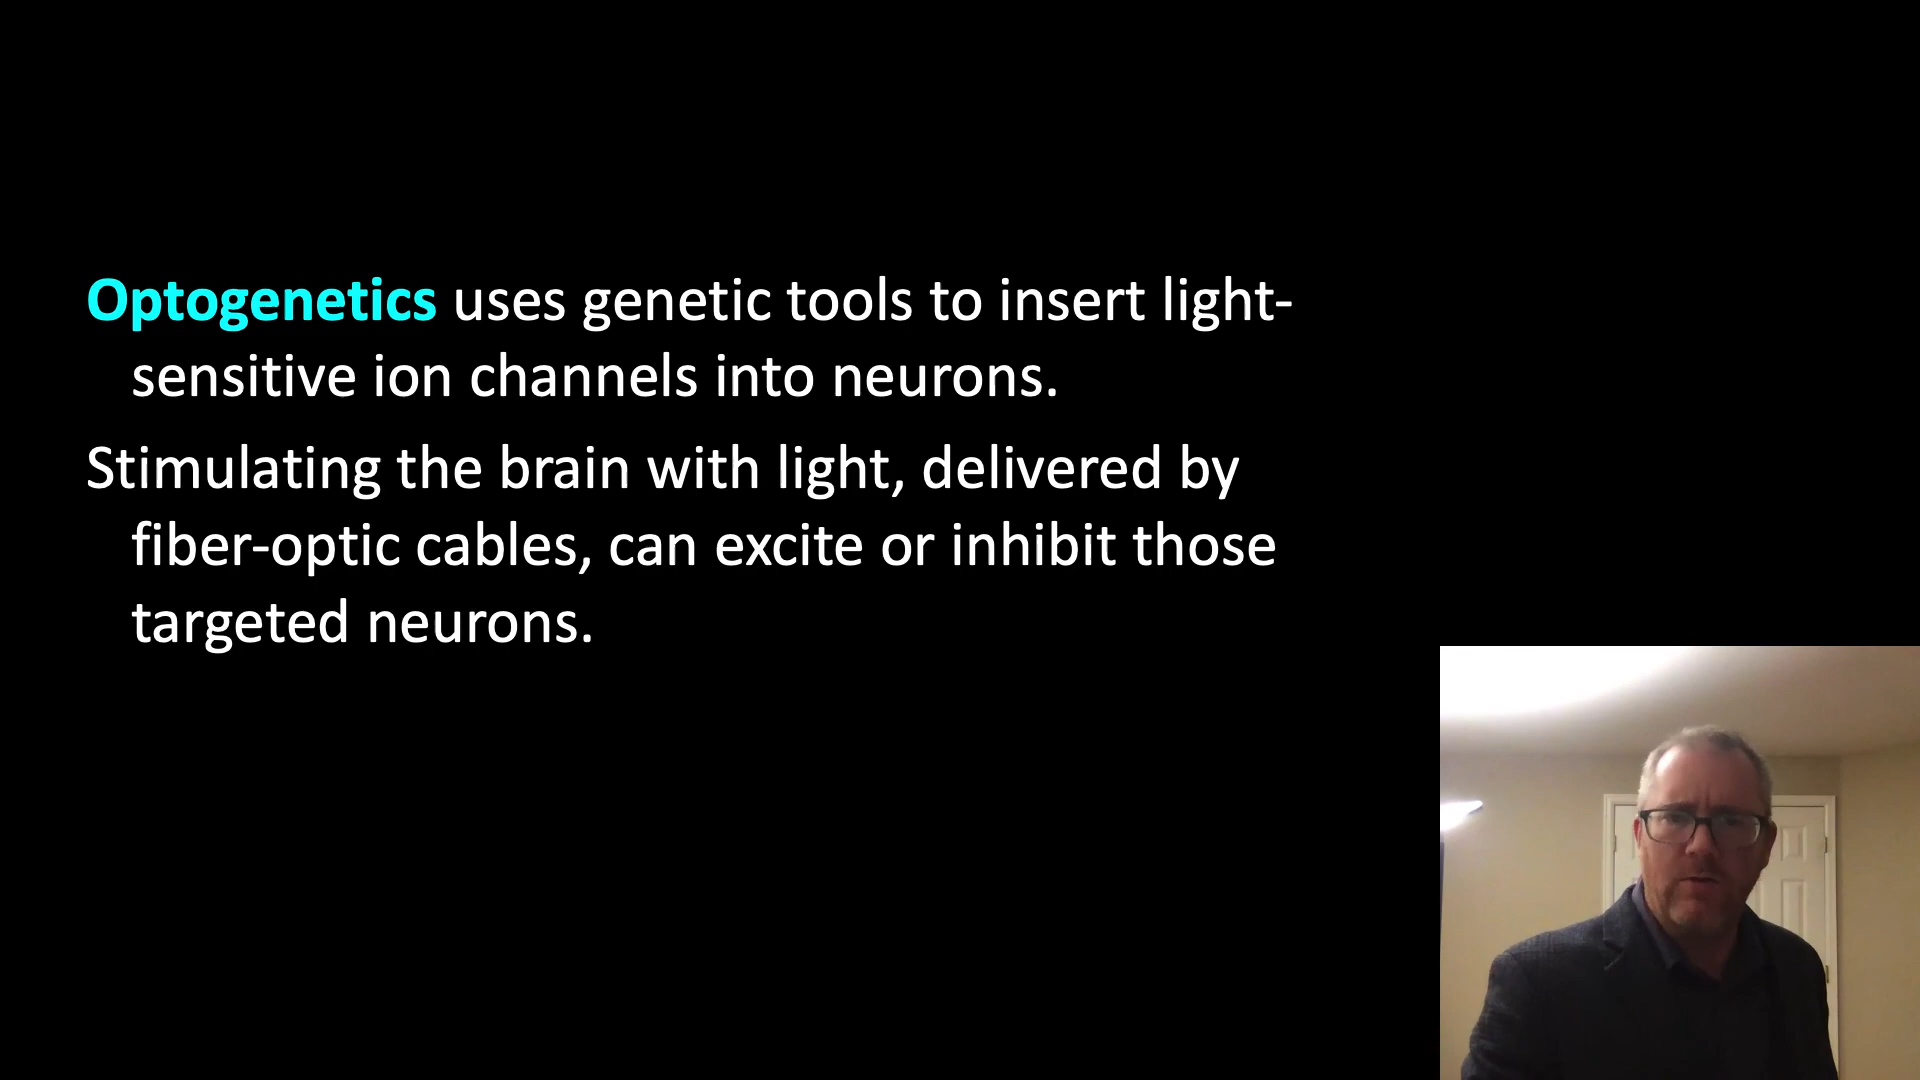 Optogenetics uses genetic tools to insert light-
sensitive ion channels into neurons.
Stimulating the brain with light, delivered by
fiber-optic cables, can excite or inhibit those
targeted neurons.